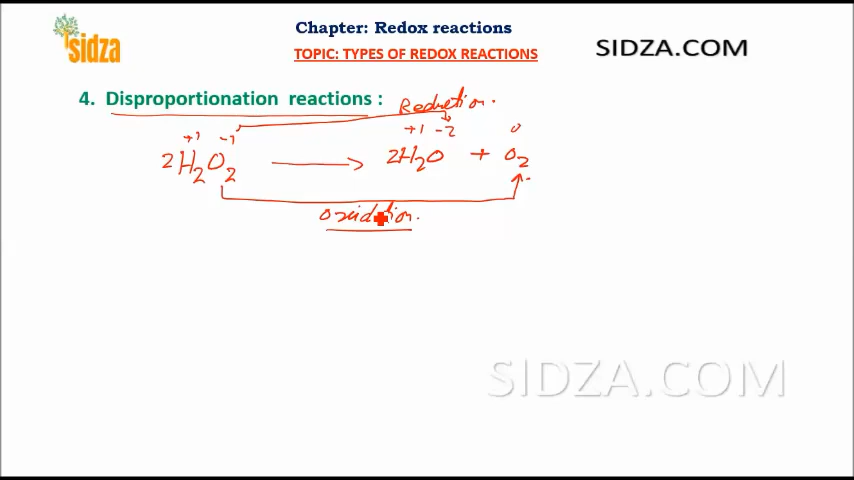 sidza
Chapter: Redox reactions
TOPIC: TYPES OF REDOX REACTIONS
SIDZA.COM
4. Disproportionation reactions : Reduction.
+1 -1 +1 -2 0
2H₂O₂ ⟶ 2H₂O + O₂
oxidation.
SIDZA.COM